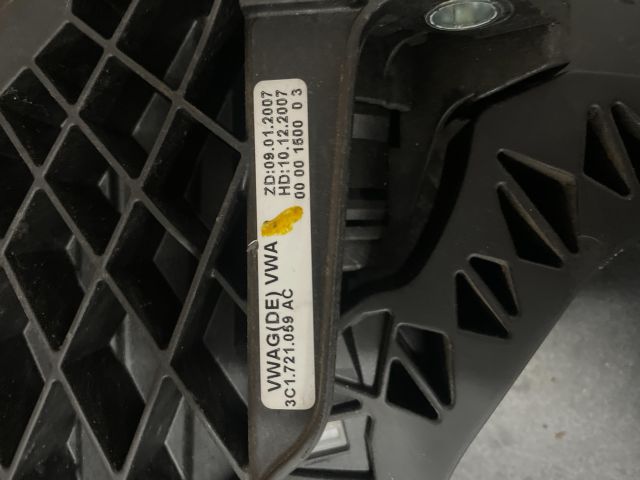 ZD:09.01.2007
HD:10.12.2007
00 00 1500 0 3
VWAG(DE) VWA
3C1.721.059 AC